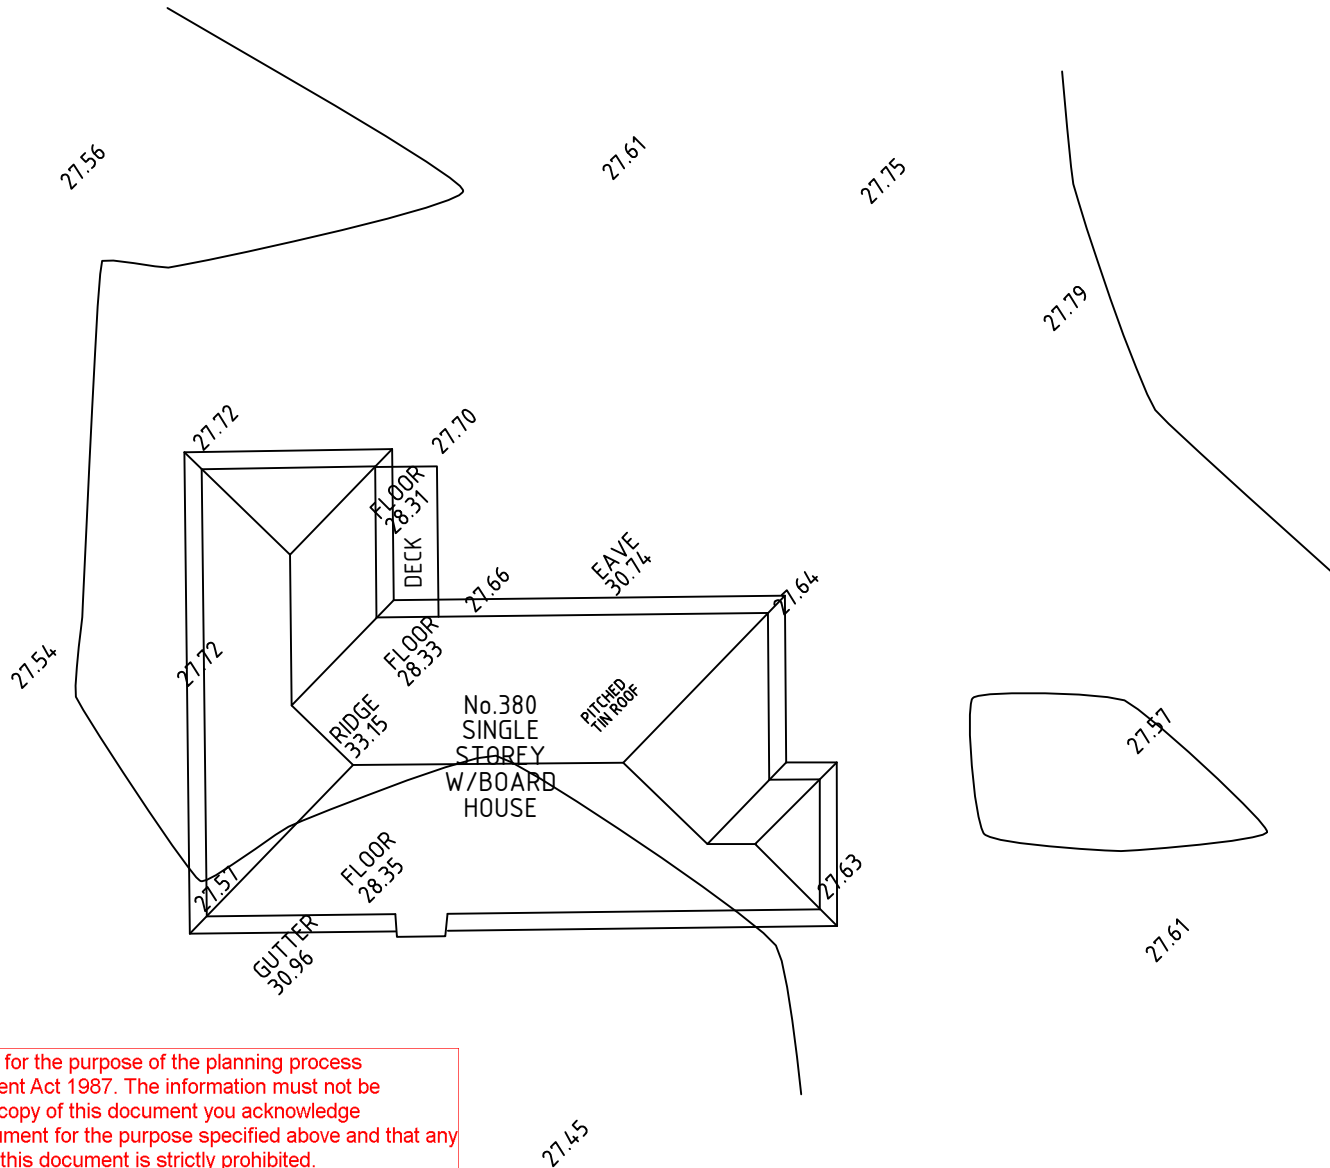 27.56
27.61
27.75
27.79
27.72
27.70
FLOOR
28.31
DECK
EAVE
30.74
27.66
27.64
FLOOR
28.33
27.54
27.72
RIDGE
33.15
PITCHED
TIN ROOF
No.380
SINGLE
STOREY
W/BOARD
HOUSE
27.57
FLOOR
28.35
27.57
27.63
GUTTER
30.96
27.61
for the purpose of the planning process
ent Act 1987. The information must not be
copy of this document you acknowledge
ument for the purpose specified above and that any
this document is strictly prohibited.
27.45